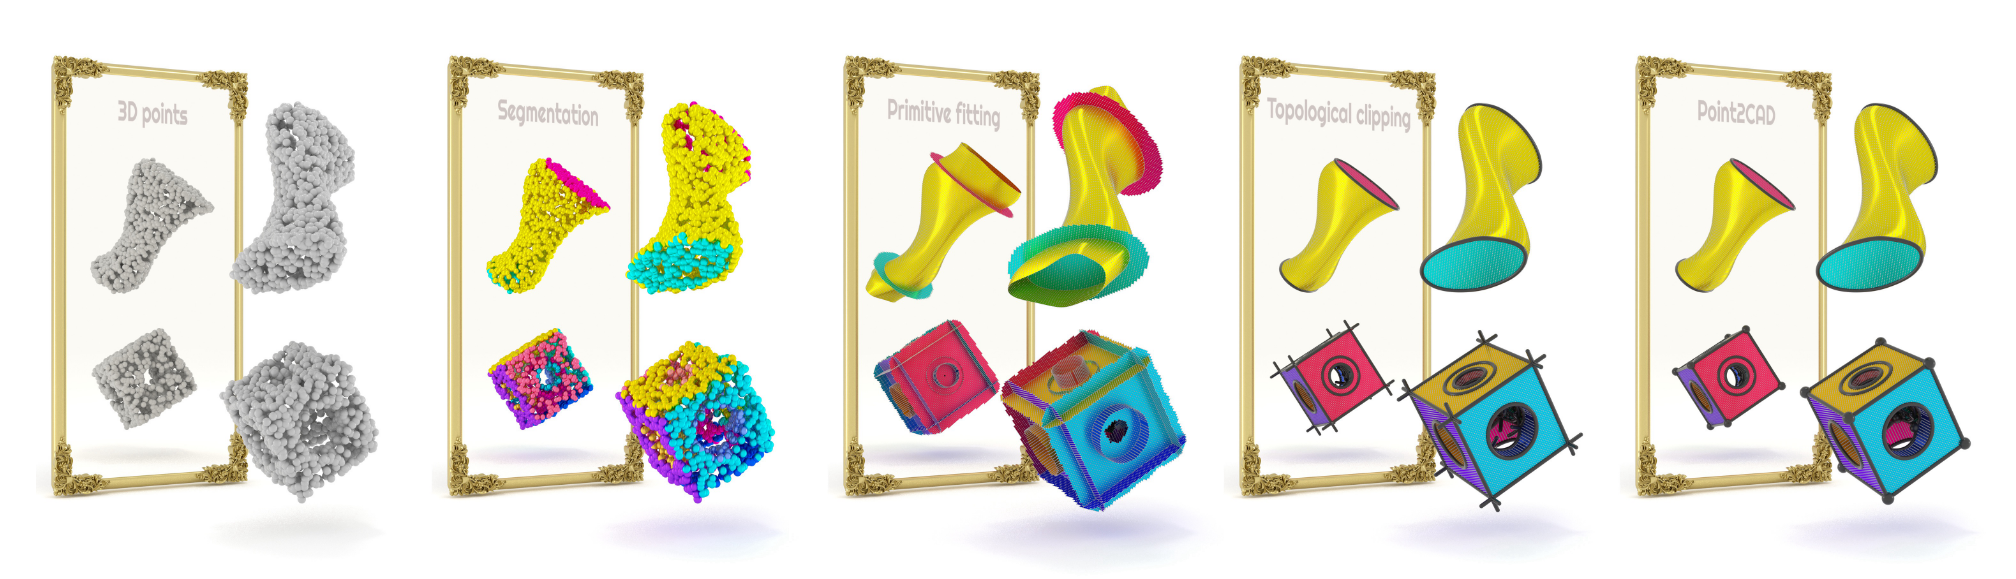 3D points
Segmentation
Primitive fitting
Topological clipping
Point2CAD